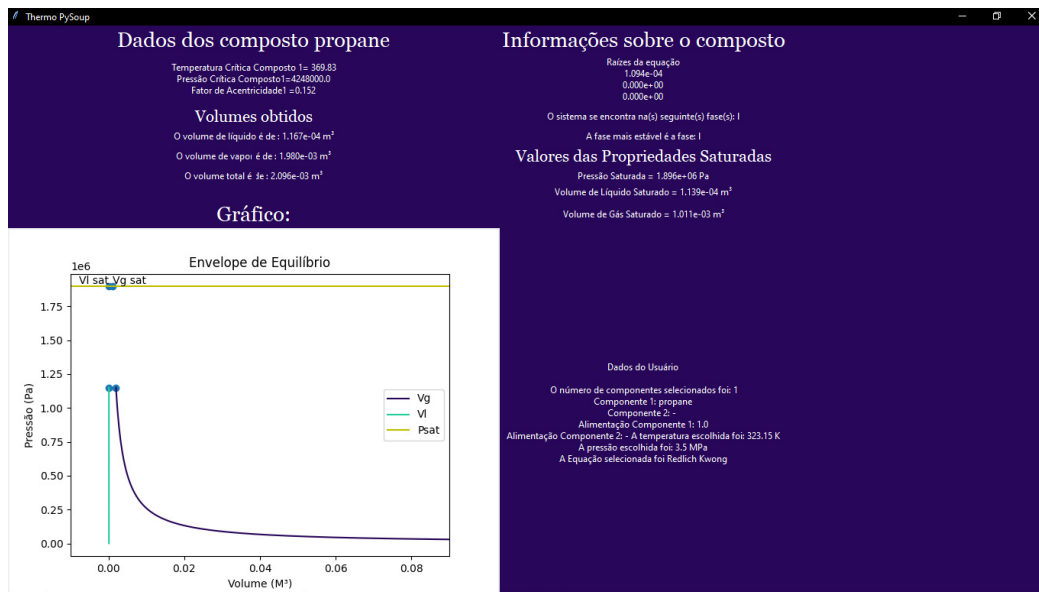 Thermo PySoup
Dados dos composto propane
Temperatura Crítica Composto 1= 369.83
Pressão Crítica Composto1=4248000.0
Fator de Acentricidade1 =0.152
Volumes obtidos
O volume de líquido é de : 1.167e-04 m³
O volume de vapor é de : 1.980e-03 m³
O volume total é de : 2.096e-03 m³
Gráfico:
Informações sobre o composto
Raízes da equação
1.094e-04
0.000e+00
0.000e+00
O sistema se encontra na(s) seguinte(s) fase(s): l
A fase mais estável é a fase: l
Valores das Propriedades Saturadas
Pressão Saturada = 1.896e+06 Pa
Volume de Líquido Saturado = 1.139e-04 m³
Volume de Gás Saturado = 1.011e-03 m³
Envelope de Equilíbrio
1e6
Vl sat Vg sat
1.75
1.50
1.25
1.00
0.75
0.50
0.25
0.00
Pressão (Pa)
Vg
Vl
Psat
0.00 0.02 0.04 0.06 0.08
Volume (M³)
Dados do Usuário
O número de componentes selecionados foi: 1
Componente 1: propane
Componente 2: -
Alimentação Componente 1: 1.0
Alimentação Componente 2: - A temperatura escolhida foi: 323.15 K
A pressão escolhida foi: 3.5 MPa
A Equação selecionada foi Redlich Kwong